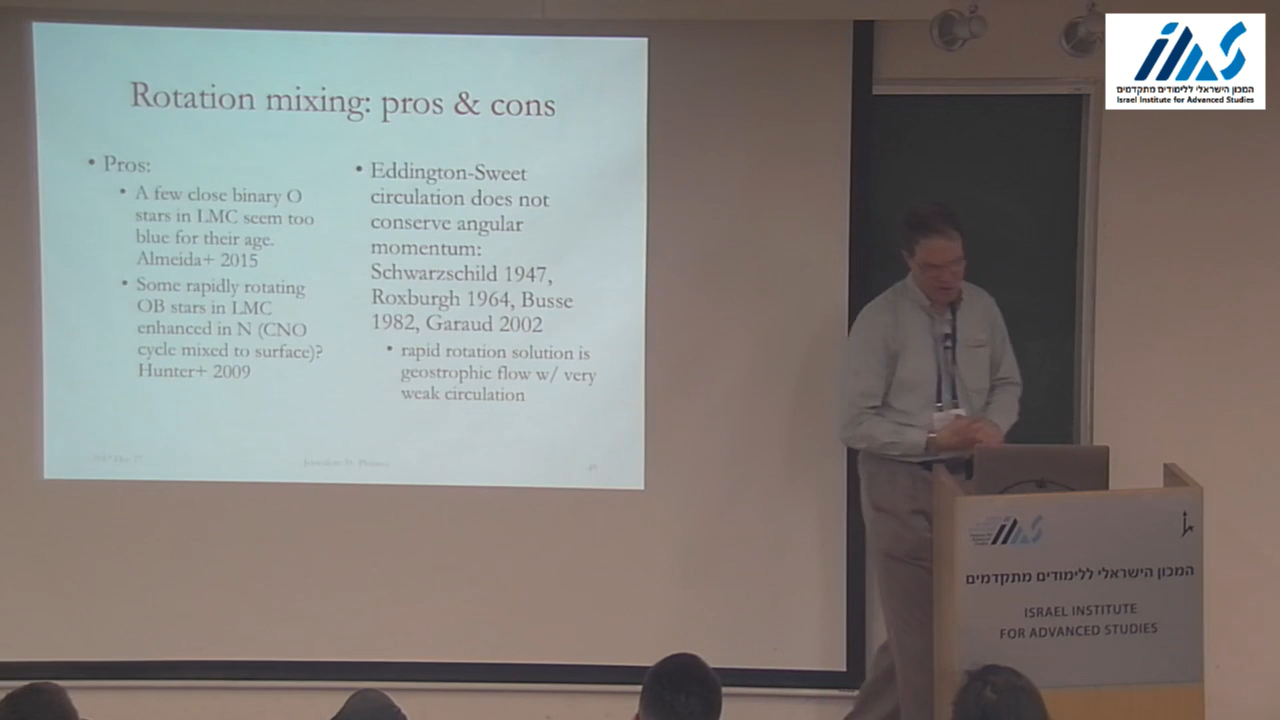 Rotation mixing: pros & cons
• Pros:
• A few close binary O
stars in LMC seem too
blue for their age.
Almeida+ 2015
• Some rapidly rotating
OB stars in LMC
enhanced in N (CNO
cycle mixed to surface)?
Hunter+ 2009
• Eddington-Sweet
circulation does not
conserve angular
momentum:
Schwarzschild 1947,
Roxburgh 1964, Busse
1982, Garaud 2002
• rapid rotation solution is
geostrophic flow w/ very
weak circulation
iias
המכון הישראלי ללימודים מתקדמים
Israel Institute for Advanced Studies
iias
המכון הישראלי ללימודים מתקדמים
ISRAEL INSTITUTE
FOR ADVANCED STUDIES